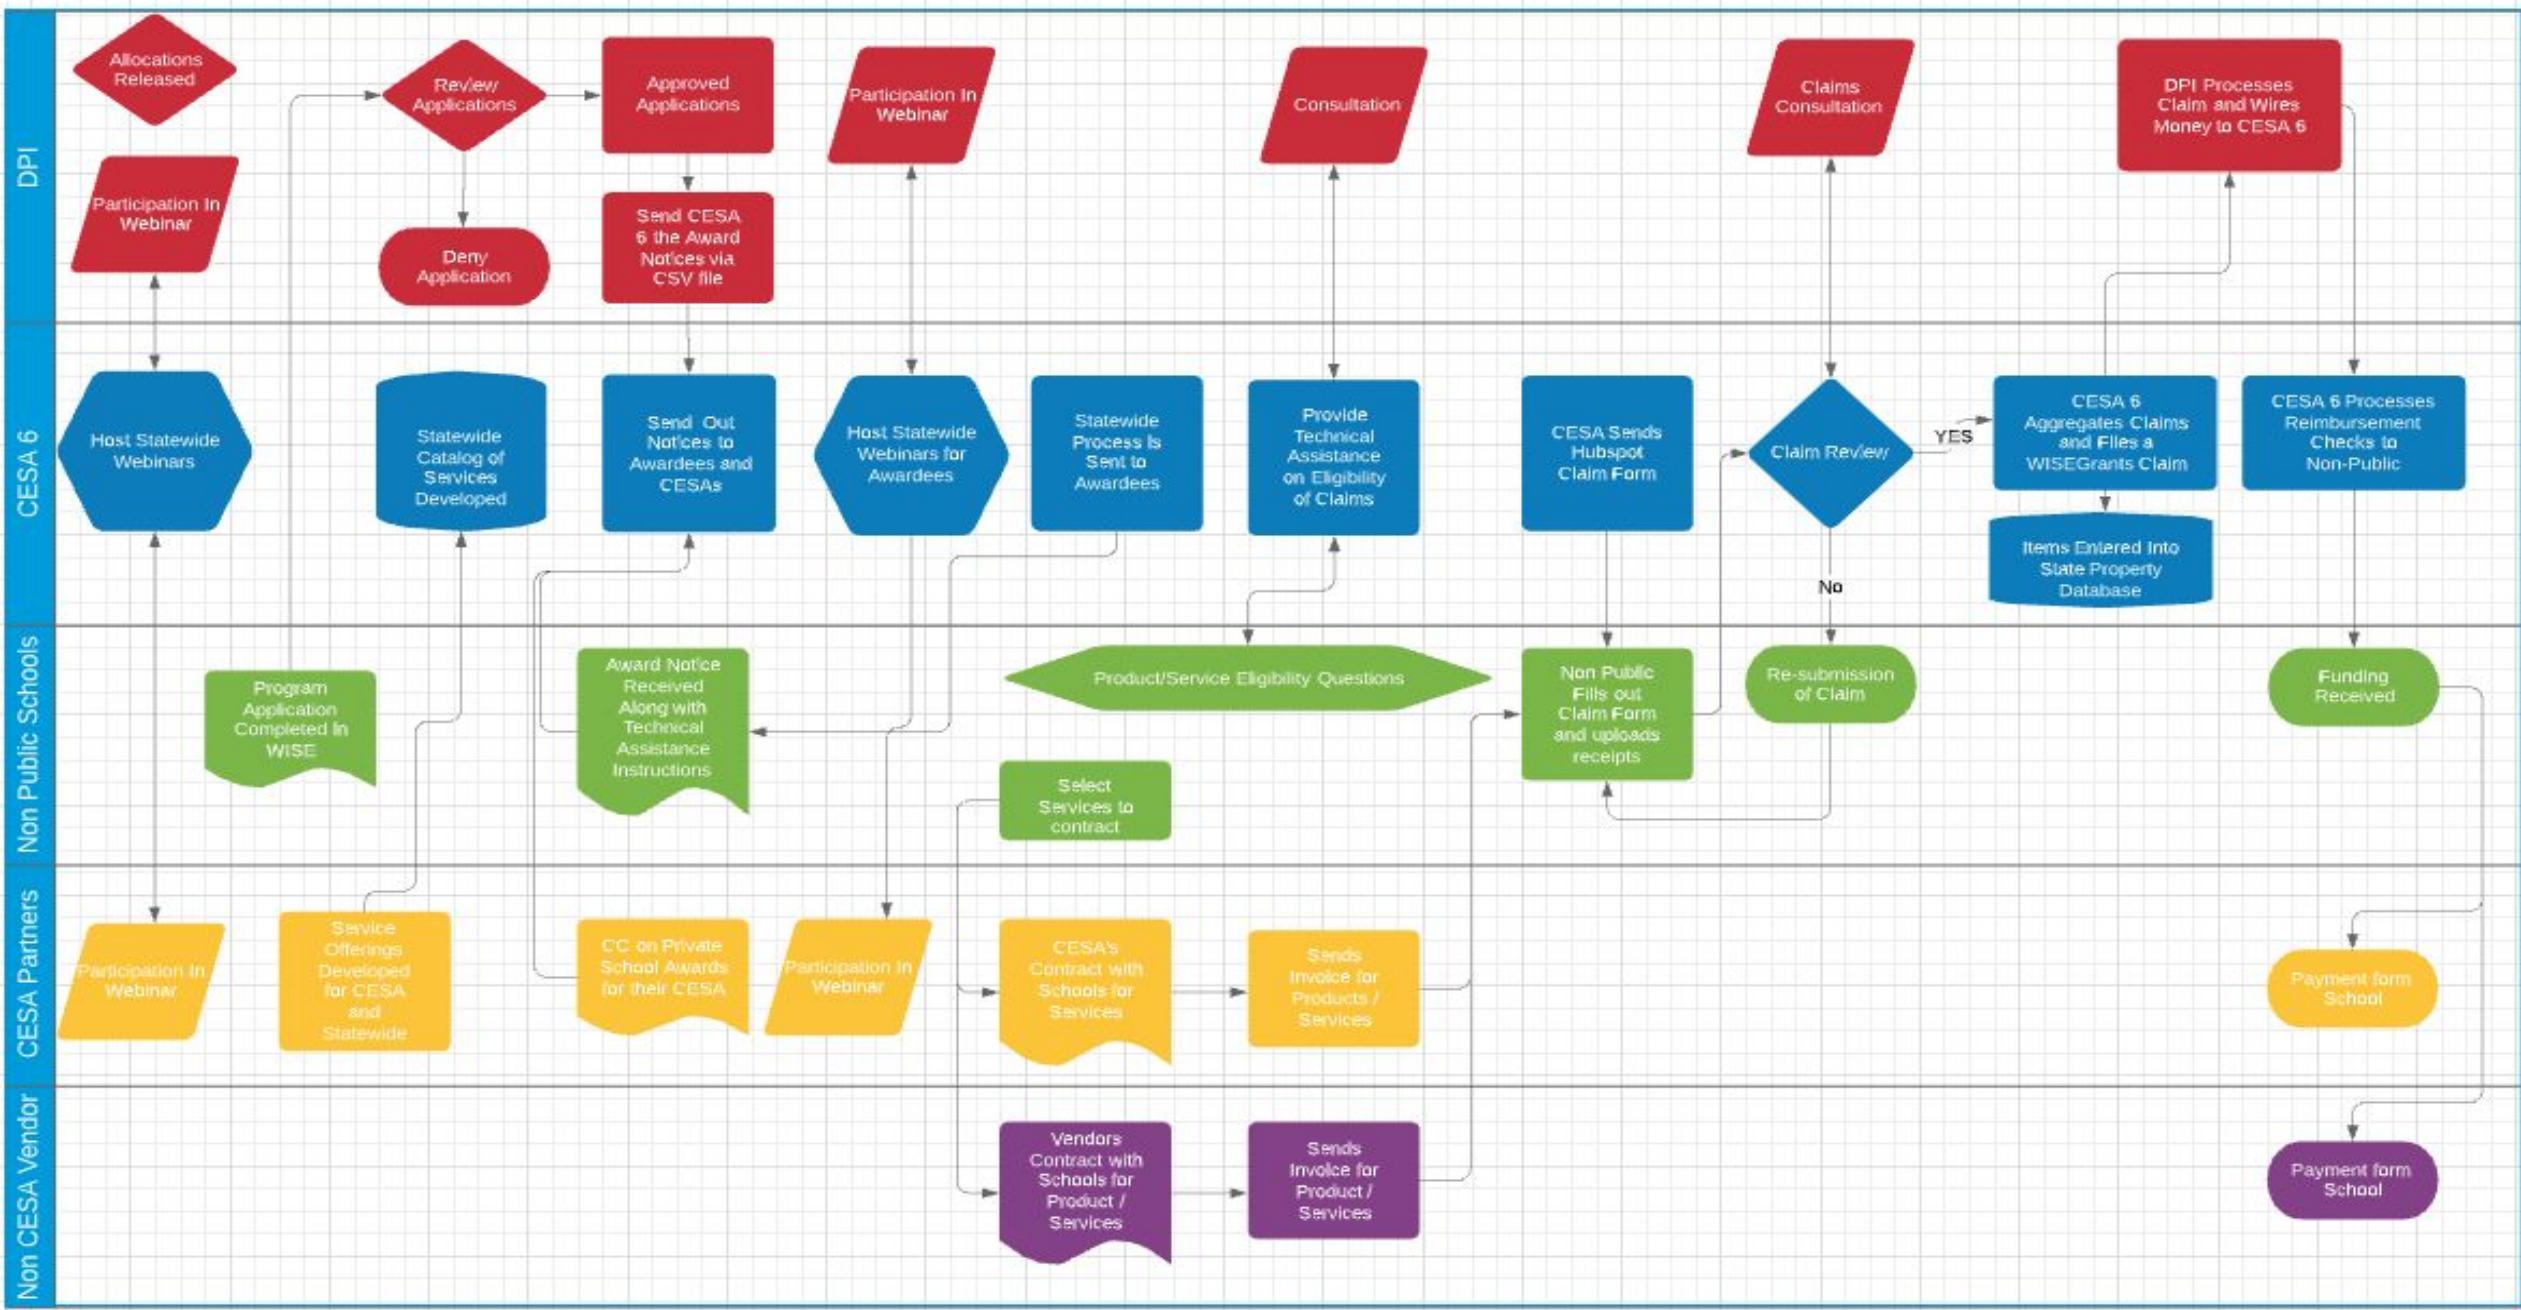 DPI
Allocations
Released
Participation In
Webinar
Review
Applications
Deny
Application
Approved
Applications
Send CESA
6 the Award
Notices via
CSV file
Participation In
Webinar
Consultation
Claims
Consultation
DPI Processes
Claim and Wires
Money to CESA 6
CESA 6
Host Statewide
Webinars
Statewide
Catalog of
Services
Developed
Send Out
Notices to
Awardees and
CESAs
Host Statewide
Webinars for
Awardees
Statewide
Process Is
Sent to
Awardees
Provide
Technical
Assistance
on Eligibility
of Claims
CESA Sends
Hubspot
Claim Form
Claim Review
YES
No
CESA 6
Aggregates Claims
and Files a
WISEGrants Claim
Items Entered Into
State Property
Database
CESA 6 Processes
Reimbursement
Checks to
Non-Public
Non Public Schools
Program
Application
Completed In
WISE
Award Notice
Received
Along with
Technical
Assistance
Instructions
Product/Service Eligibility Questions
Select
Services to
contract
Non Public
Fills out
Claim Form
and uploads
receipts
Re-submission
of Claim
Funding
Received
CESA Partners
Participation In
Webinar
Service
Offerings
Developed
for CESA
and
Statewide
CC on Private
School Awards
for their CESA
Participation In
Webinar
CESA's
Contract with
Schools for
Services
Sends
Invoice for
Products /
Services
Payment form
School
Non CESA Vendor
Vendors
Contract with
Schools for
Product /
Services
Sends
Invoice for
Product /
Services
Payment form
School